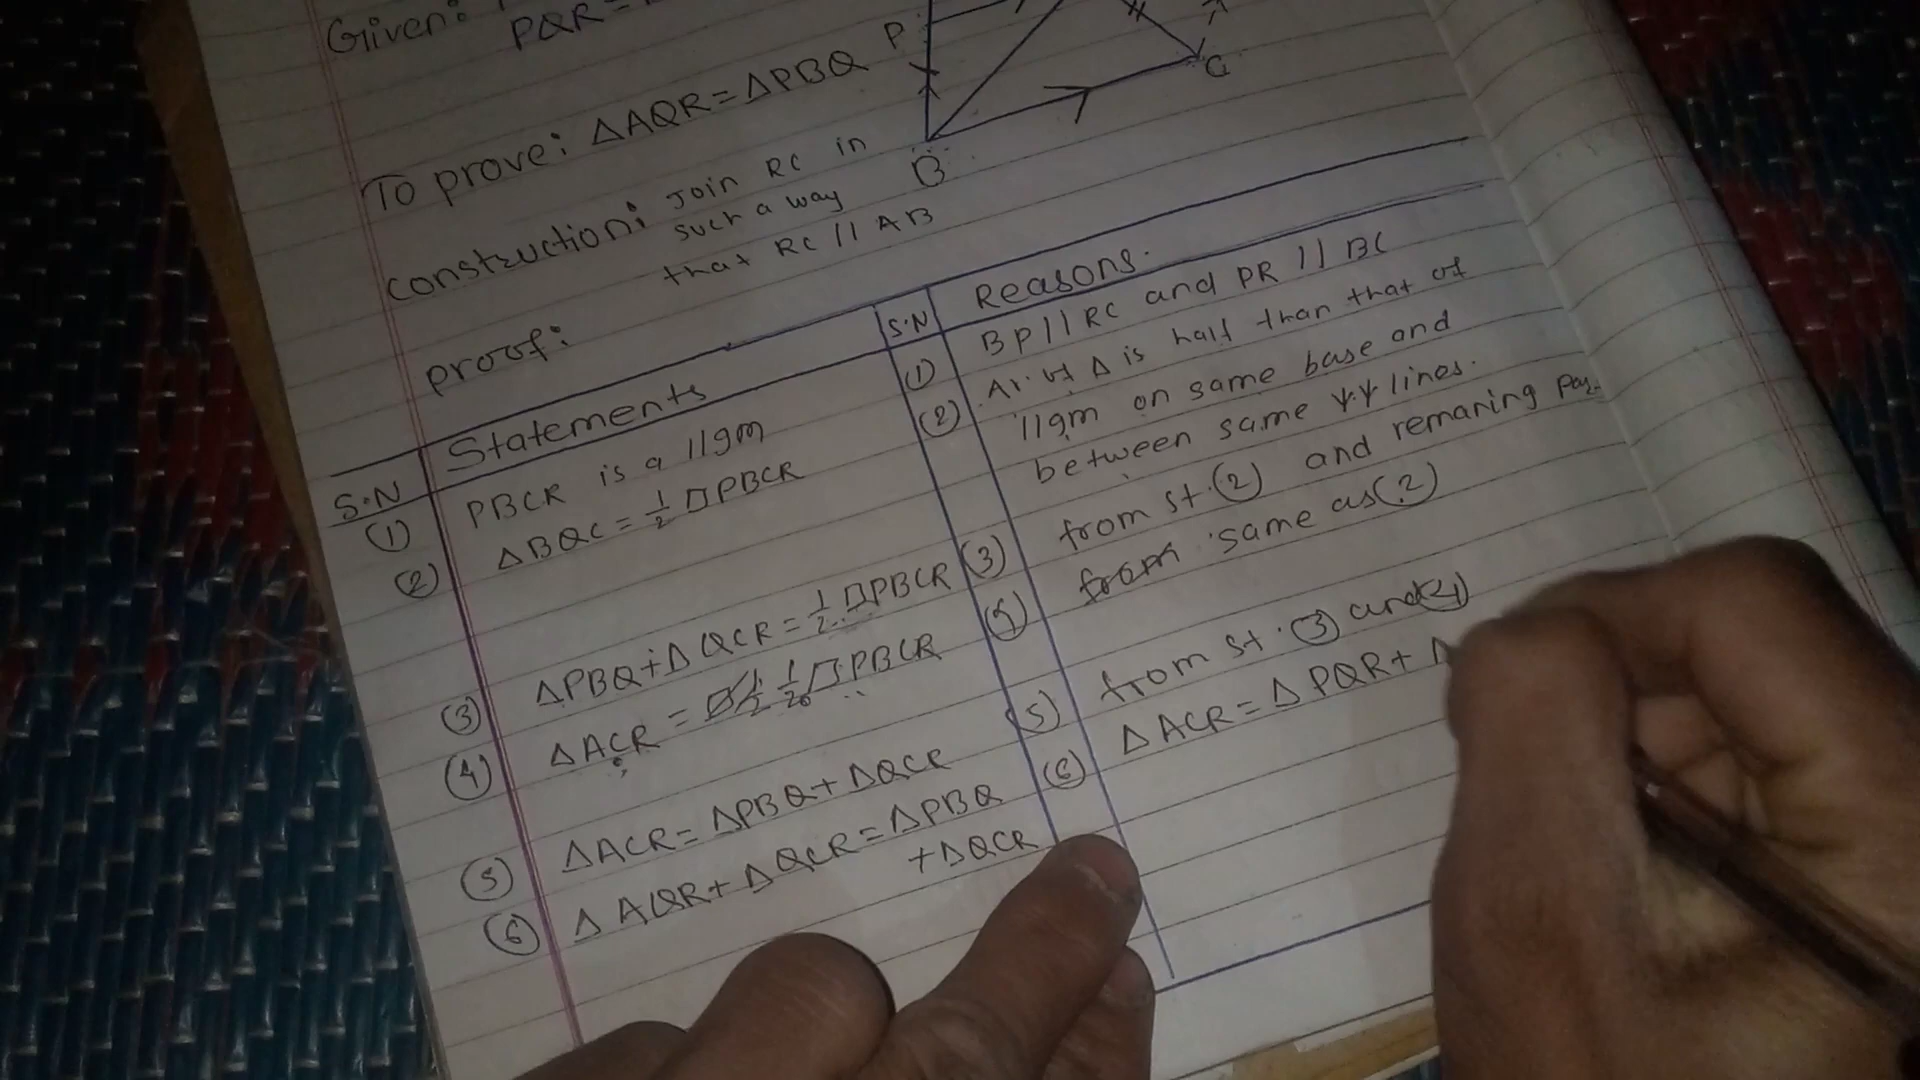 Given:
PQR =
P
C
B
To prove: ΔAQR = ΔPBQ
construction: Join RC in
such a way
that RC // AB
proof:
S.N Statements
(1) PBCR is a //gm
(2) ΔBQC = 1/2 ▱PBCR
(3) ΔPBQ + ΔQCR = 1/2 ▱PBCR
(4) ΔACR = 1/2 ▱PBCR
(5) ΔACR = ΔPBQ + ΔQCR
(6) ΔAQR + ΔQCR = ΔPBQ
+ ΔQCR
S.N Reasons.
(1) BP // RC and PR // BC
(2) Ar. of Δ is half than that of
//gm on same base and
between same lines.
(3) from st. (2) and remaring par-
(4) from same as (2)
(5) from st. (3) and (4)
(6) ΔACR = ΔPQR + Δ